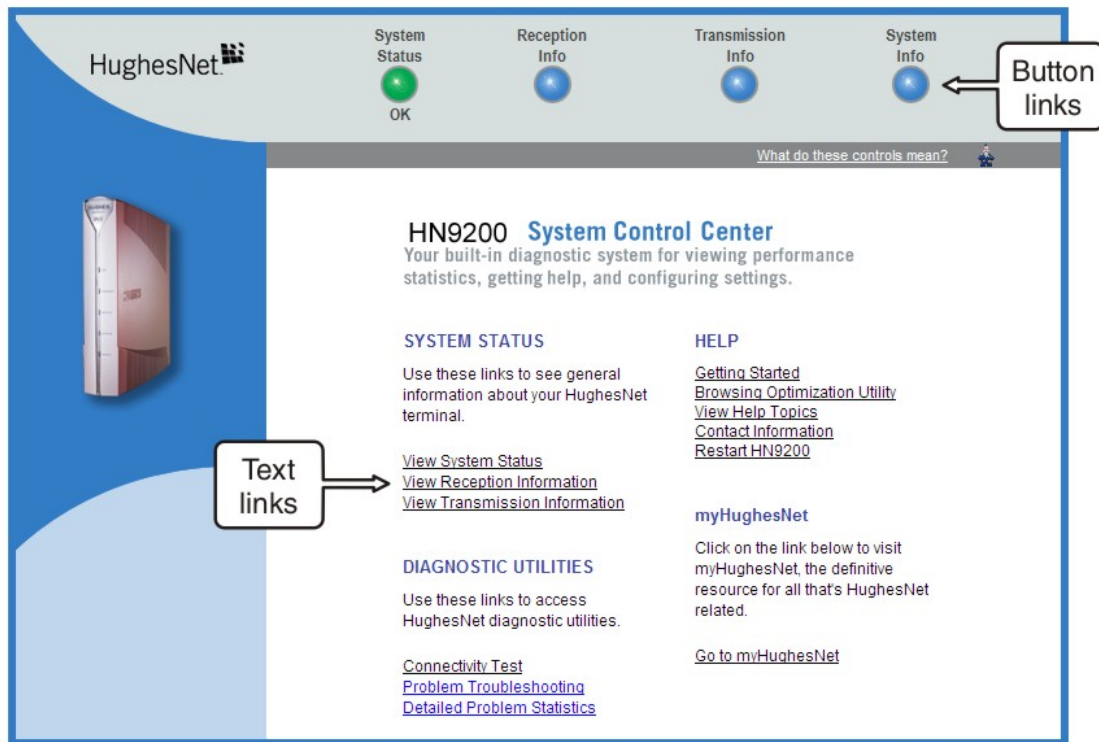 HughesNet.
System
Status
OK
Reception
Info
Transmission
Info
System
Info
Button
links
What do these controls mean?
HN9200 System Control Center
Your built-in diagnostic system for viewing performance
statistics, getting help, and configuring settings.
SYSTEM STATUS
Use these links to see general
information about your HughesNet
terminal.
View System Status
View Reception Information
View Transmission Information
Text
links
DIAGNOSTIC UTILITIES
Use these links to access
HughesNet diagnostic utilities.
Connectivity Test
Problem Troubleshooting
Detailed Problem Statistics
HELP
Getting Started
Browsing Optimization Utility
View Help Topics
Contact Information
Restart HN9200
myHughesNet
Click on the link below to visit
myHughesNet, the definitive
resource for all that's HughesNet
related.
Go to myHughesNet